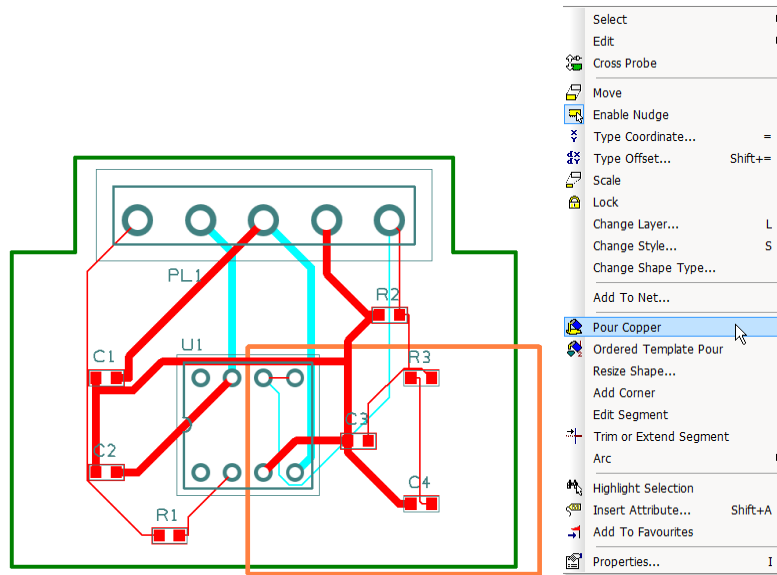 PL1
R2
U1
C1
R3
C3
C2
C4
R1
Select
Edit
Cross Probe
Move
Enable Nudge
Type Coordinate... =
Type Offset... Shift+=
Scale
Lock
Change Layer... L
Change Style... S
Change Shape Type...
Add To Net...
Pour Copper
Ordered Template Pour
Resize Shape...
Add Corner
Edit Segment
Trim or Extend Segment
Arc
Highlight Selection
Insert Attribute... Shift+A
Add To Favourites
Properties... I